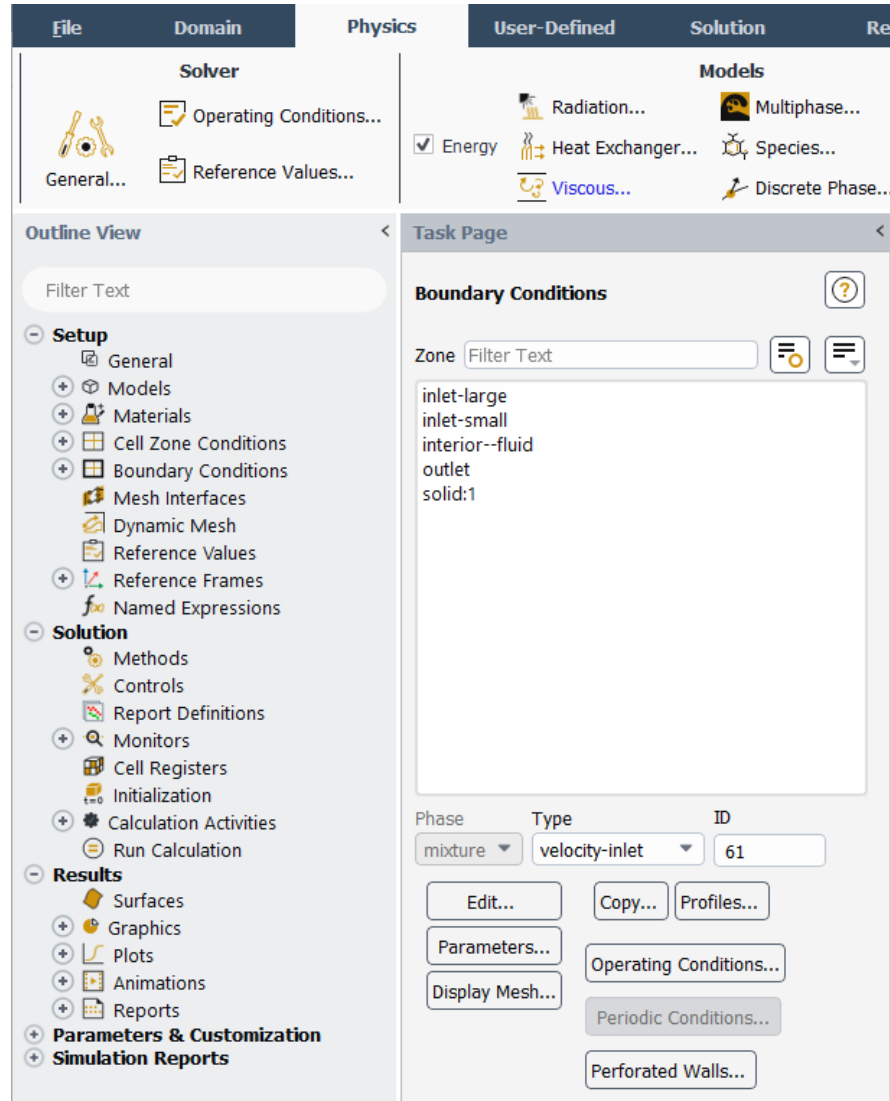 File Domain Physics User-Defined Solution Re
Solver
Models
General...
Operating Conditions...
Reference Values...
Energy
Radiation...
Multiphase...
Heat Exchanger...
Species...
Viscous...
Discrete Phase...
Outline View
Filter Text
Setup
General
Models
Materials
Cell Zone Conditions
Boundary Conditions
Mesh Interfaces
Dynamic Mesh
Reference Values
Reference Frames
Named Expressions
Solution
Methods
Controls
Report Definitions
Monitors
Cell Registers
t=0 Initialization
Calculation Activities
Run Calculation
Results
Surfaces
Graphics
Plots
Animations
Reports
Parameters & Customization
Simulation Reports
Task Page
Boundary Conditions
Zone Filter Text
inlet-large
inlet-small
interior--fluid
outlet
solid:1
Phase Type ID
mixture velocity-inlet 61
Edit... Copy... Profiles...
Parameters...
Operating Conditions...
Display Mesh...
Periodic Conditions...
Perforated Walls...